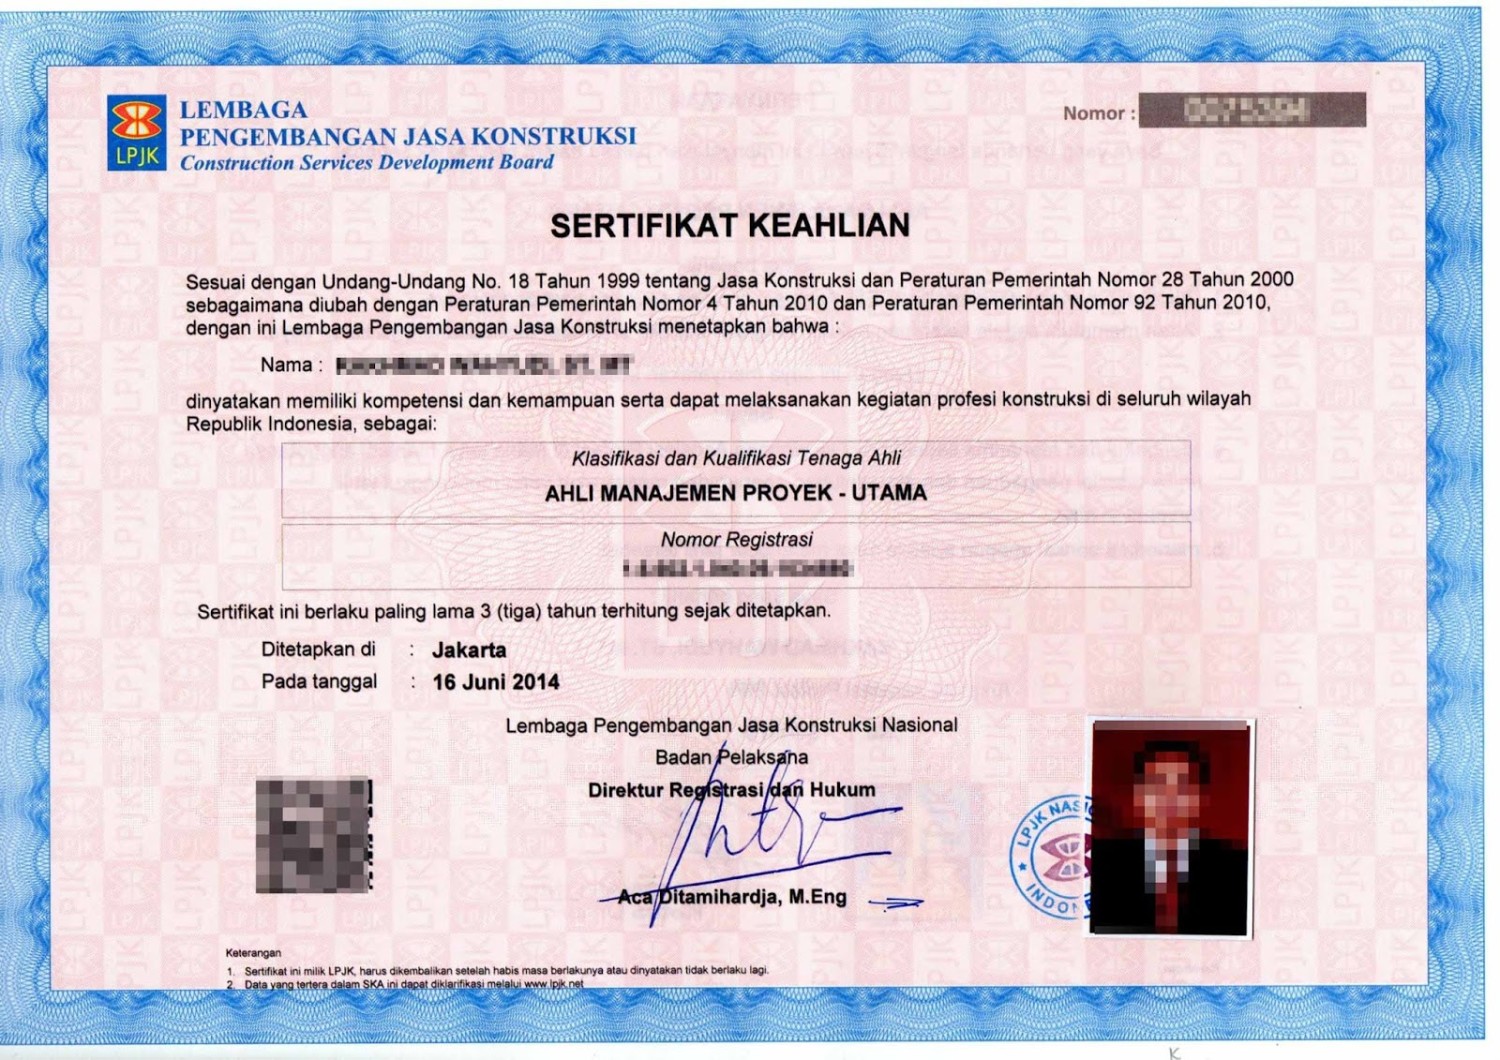 LPJK
LEMBAGA
PENGEMBANGAN JASA KONSTRUKSI
Construction Services Development Board
Nomor :
SERTIFIKAT KEAHLIAN
Sesuai dengan Undang-Undang No. 18 Tahun 1999 tentang Jasa Konstruksi dan Peraturan Pemerintah Nomor 28 Tahun 2000
sebagaimana diubah dengan Peraturan Pemerintah Nomor 4 Tahun 2010 dan Peraturan Pemerintah Nomor 92 Tahun 2010,
dengan ini Lembaga Pengembangan Jasa Konstruksi menetapkan bahwa :
Nama :
dinyatakan memiliki kompetensi dan kemampuan serta dapat melaksanakan kegiatan profesi konstruksi di seluruh wilayah
Republik Indonesia, sebagai:
Klasifikasi dan Kualifikasi Tenaga Ahli
AHLI MANAJEMEN PROYEK - UTAMA
Nomor Registrasi
Sertifikat ini berlaku paling lama 3 (tiga) tahun terhitung sejak ditetapkan.
Ditetapkan di : Jakarta
Pada tanggal : 16 Juni 2014
Lembaga Pengembangan Jasa Konstruksi Nasional
Badan Pelaksana
Direktur Registrasi dan Hukum
Aca Ditamihardja, M.Eng
LPJK
Keterangan
1. Sertifikat ini milik LPJK, harus dikembalikan setelah habis masa berlakunya atau dinyatakan tidak berlaku lagi.
2. Data yang tertera dalam SKA ini dapat diklarifikasi melalui www.lpjk.net
K